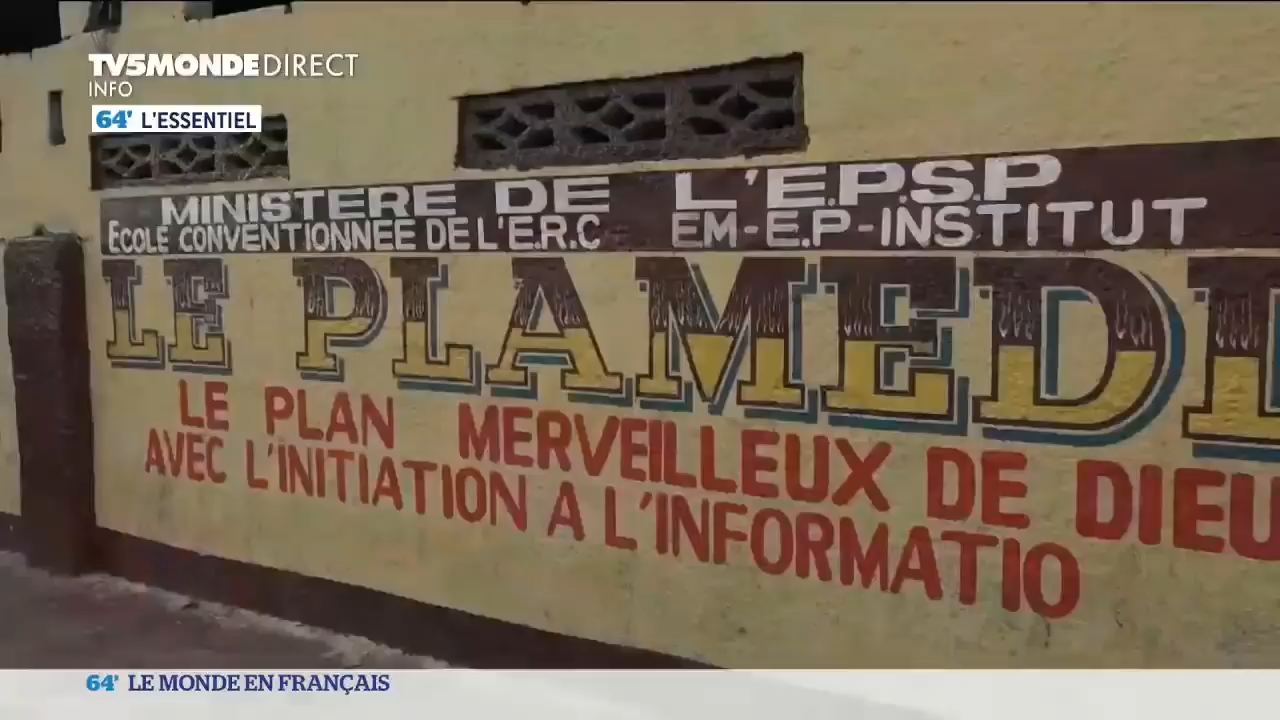 TV5MONDE DIRECT
INFO
64' L'ESSENTIEL
MINISTERE DE L'E.P.S.P
ECOLE CONVENTIONNEE DE L'E.R.C EM-E.P-INSTITUT
LE PLAMED
LE PLAN MERVEILLEUX DE DIEU
AVEC L'INITIATION A L'INFORMATIO
64' LE MONDE EN FRANÇAIS